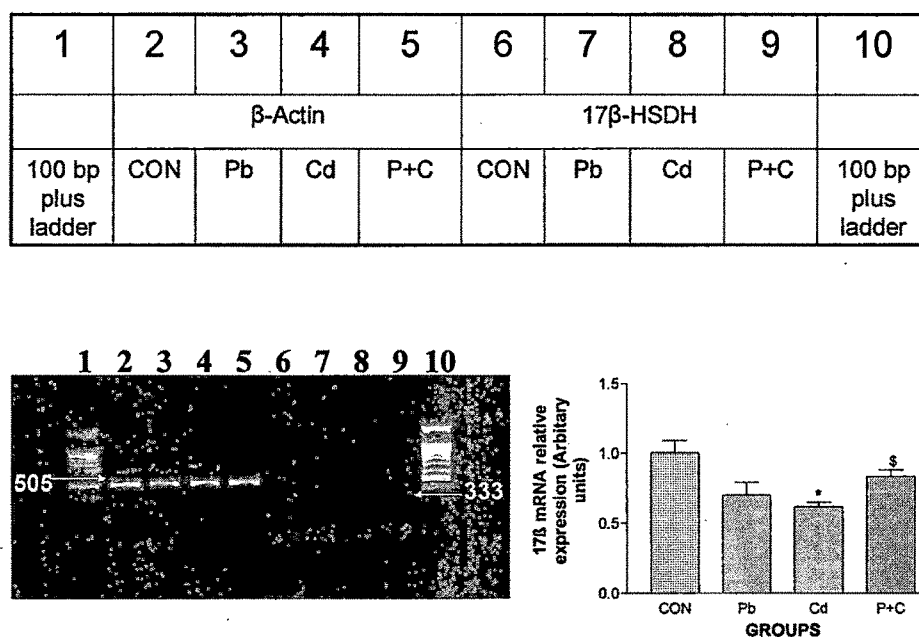 1 2 3 4 5 6 7 8 9 10
β-Actin 17β-HSDH
100 bp plus ladder CON Pb Cd P+C CON Pb Cd P+C 100 bp plus ladder
1 2 3 4 5 6 7 8 9 10
505
333
17ß mRNA relative
expression (Arbitary
units)
1.5
1.0
0.5
0.0
*
$
CON Pb Cd P+C
GROUPS